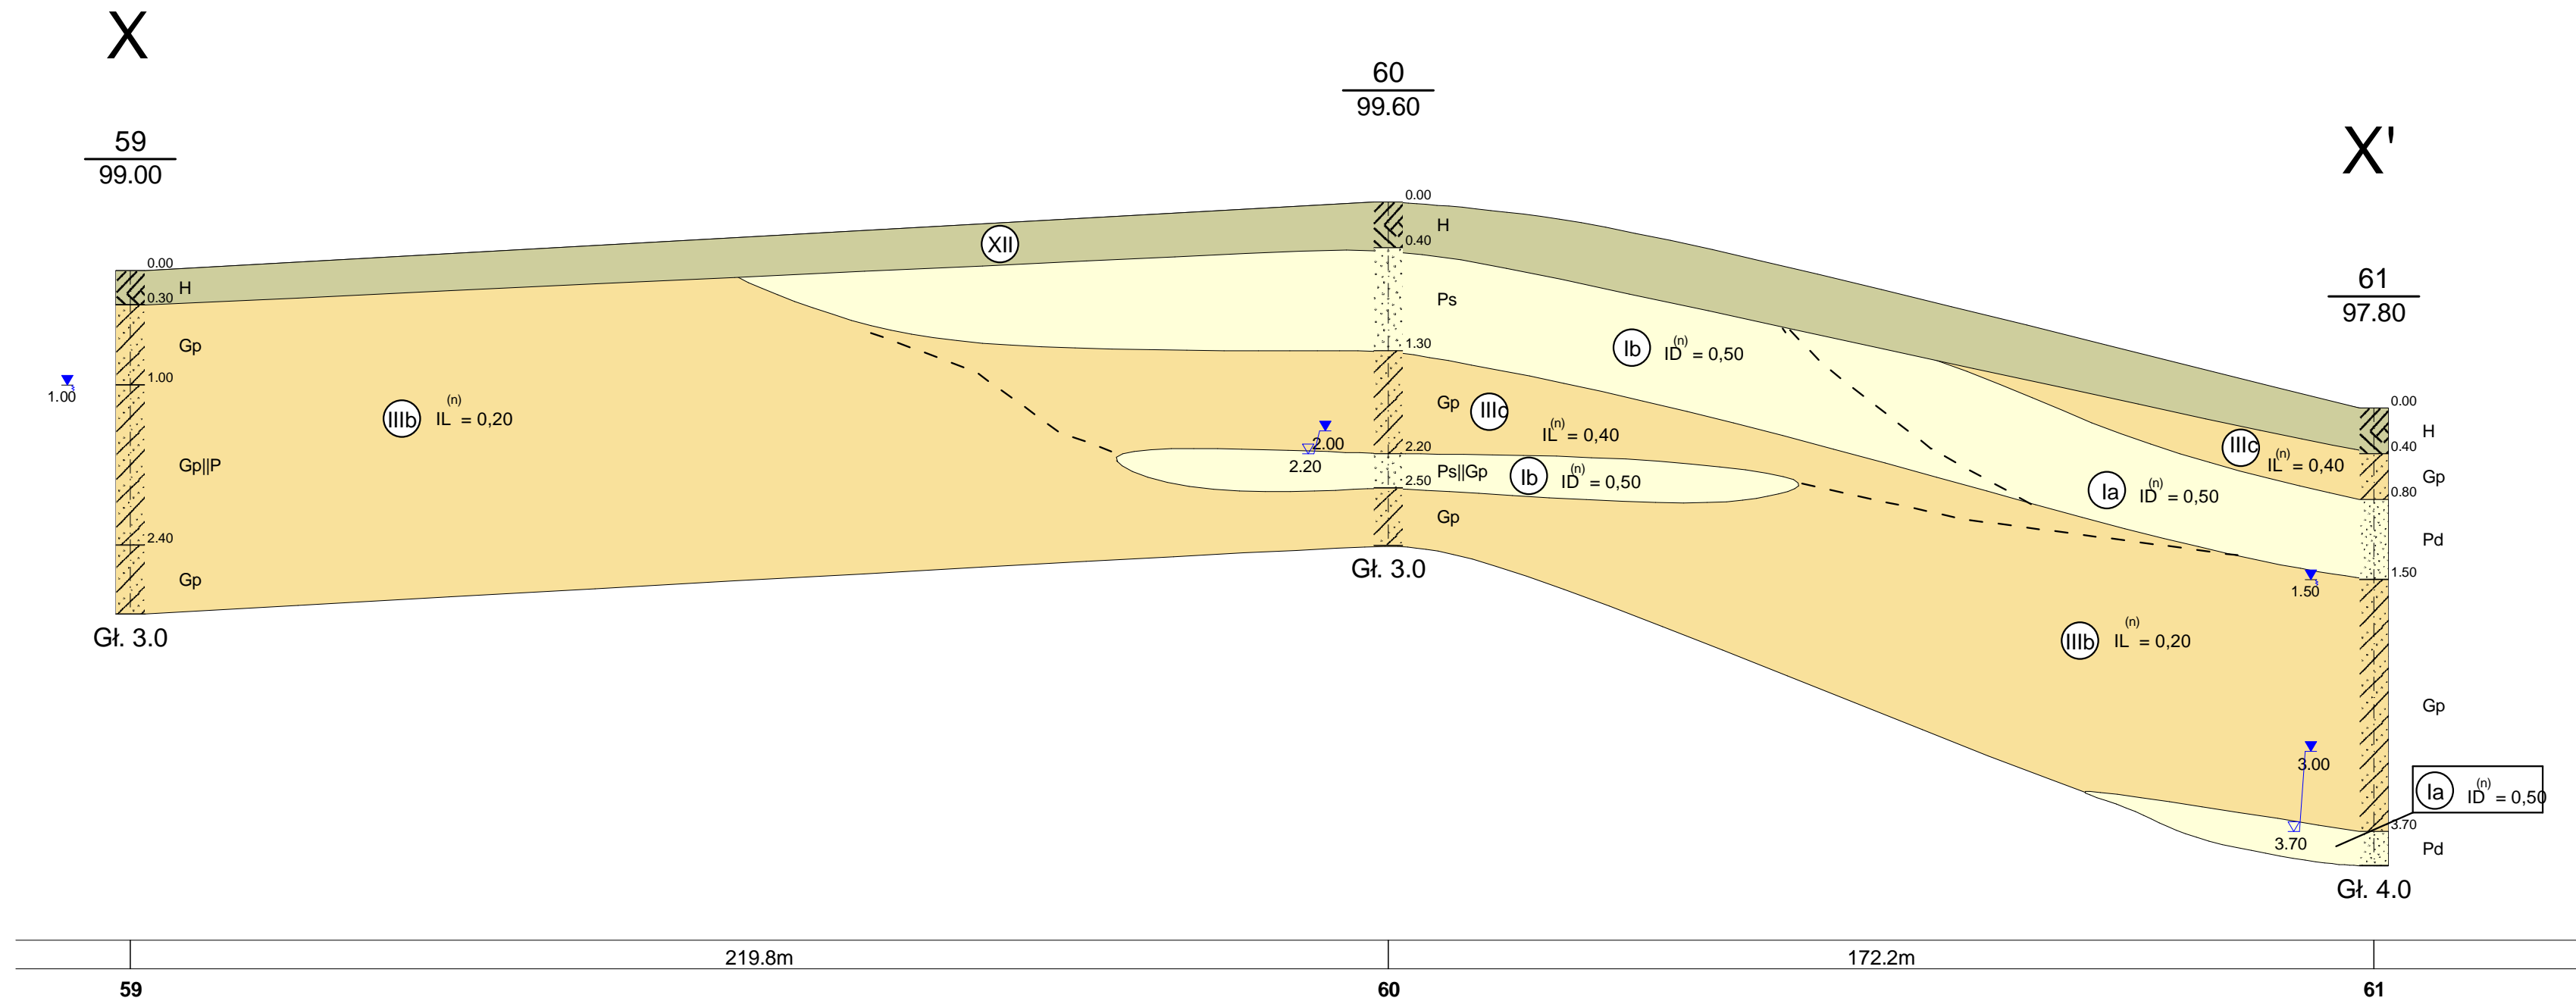 X
60
99.60
59
99.00
X'
61
97.80
0.00
H
0.40
XII
0.00
H
0.30
Ps
Gp
1.00
1.00
1.30
Ib ID(n) = 0,50
0.00
H
0.40
IIIb IL(n) = 0,20
Gp IIIc
IL(n) = 0,40
IIIc
IL(n) = 0,40
Gp
0.80
Gp||P
2.00
2.20
2.20
Ps||Gp Ib ID(n) = 0,50
2.50
Ia ID(n) = 0,50
Gp
2.40
Gp
Pd
1.50
1.50
Gł. 3.0
Gł. 3.0
IIIb IL(n) = 0,20
Gp
3.00
Ia ID(n) = 0,50
3.70
3.70
Pd
Gł. 4.0
219.8m 172.2m
59 60 61